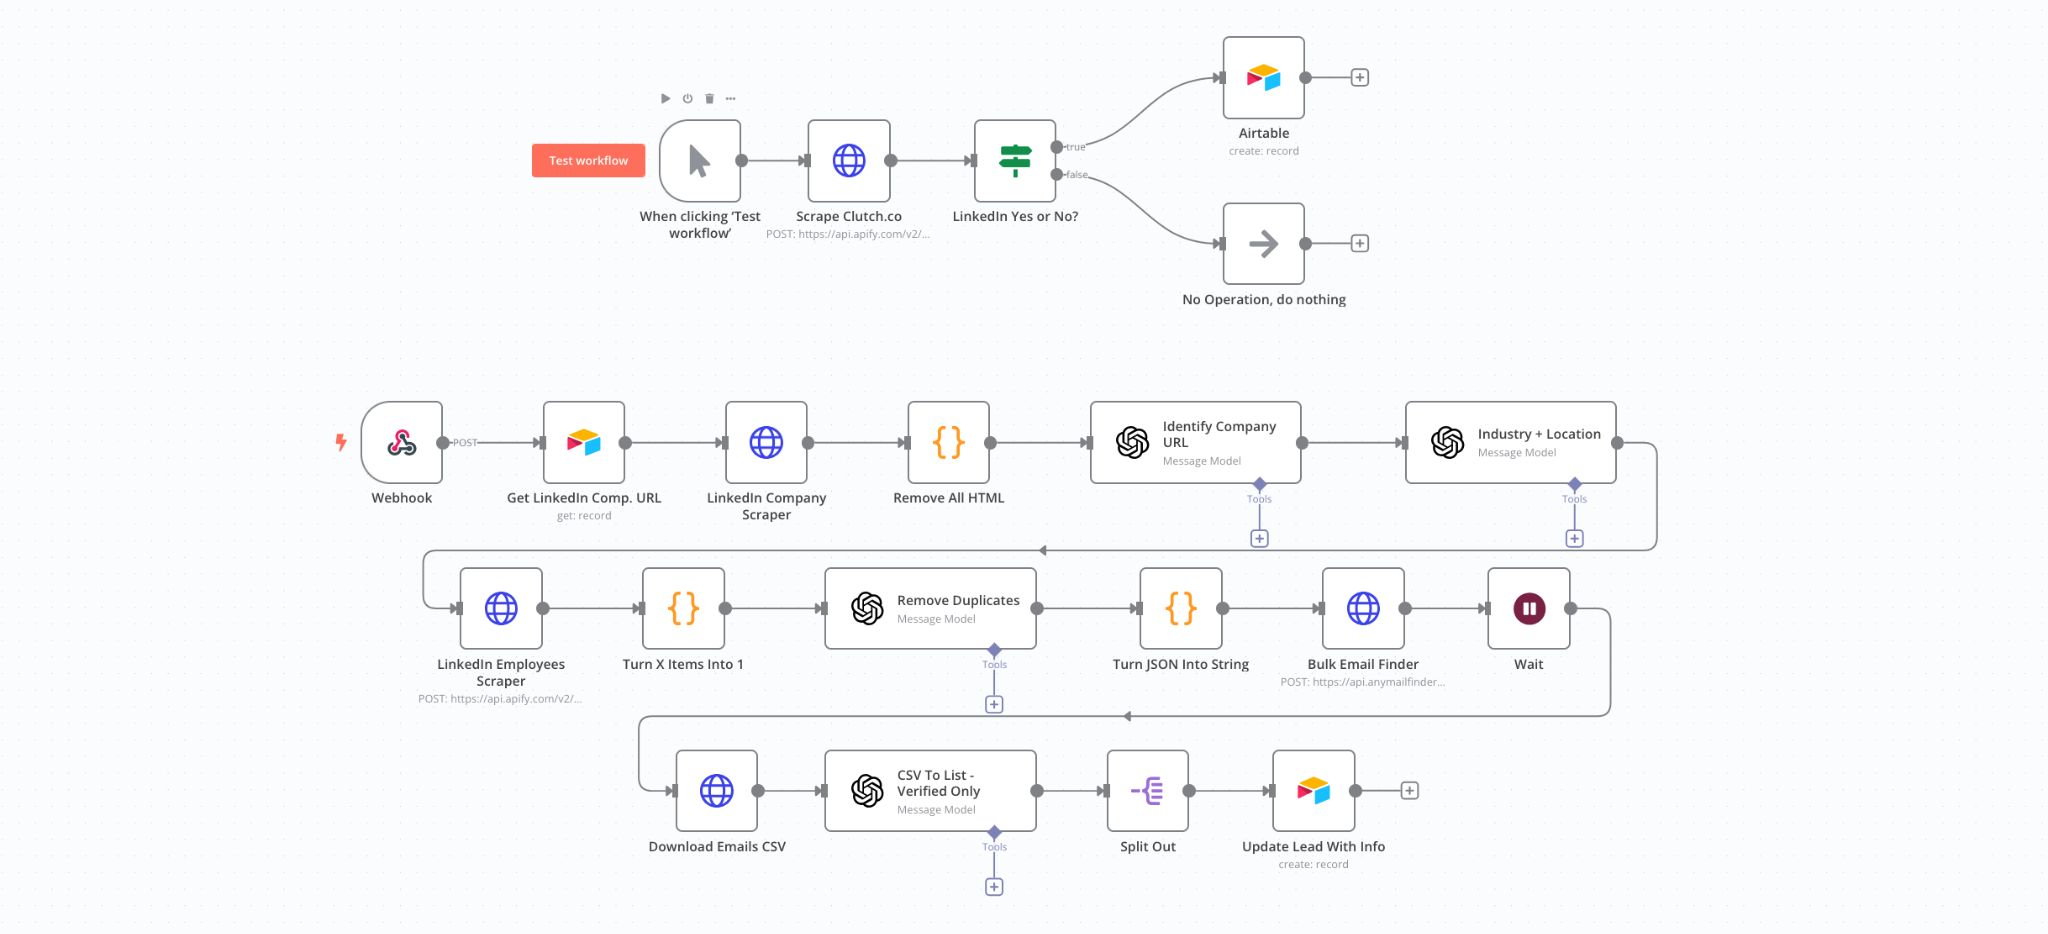 Airtable
create: record
Test workflow
true
false
When clicking ‘Test
workflow’
Scrape Clutch.co
POST: https://api.apify.com/v2/...
LinkedIn Yes or No?
No Operation, do nothing
POST
Webhook
Get LinkedIn Comp. URL
get: record
LinkedIn Company
Scraper
Remove All HTML
Identify Company
URL
Message Model
Tools
Industry + Location
Message Model
Tools
LinkedIn Employees
Scraper
POST: https://api.apify.com/v2/...
Turn X Items Into 1
Remove Duplicates
Message Model
Tools
Turn JSON Into String
Bulk Email Finder
POST: https://api.anymailfinder...
Wait
Download Emails CSV
CSV To List -
Verified Only
Message Model
Tools
Split Out
Update Lead With Info
create: record